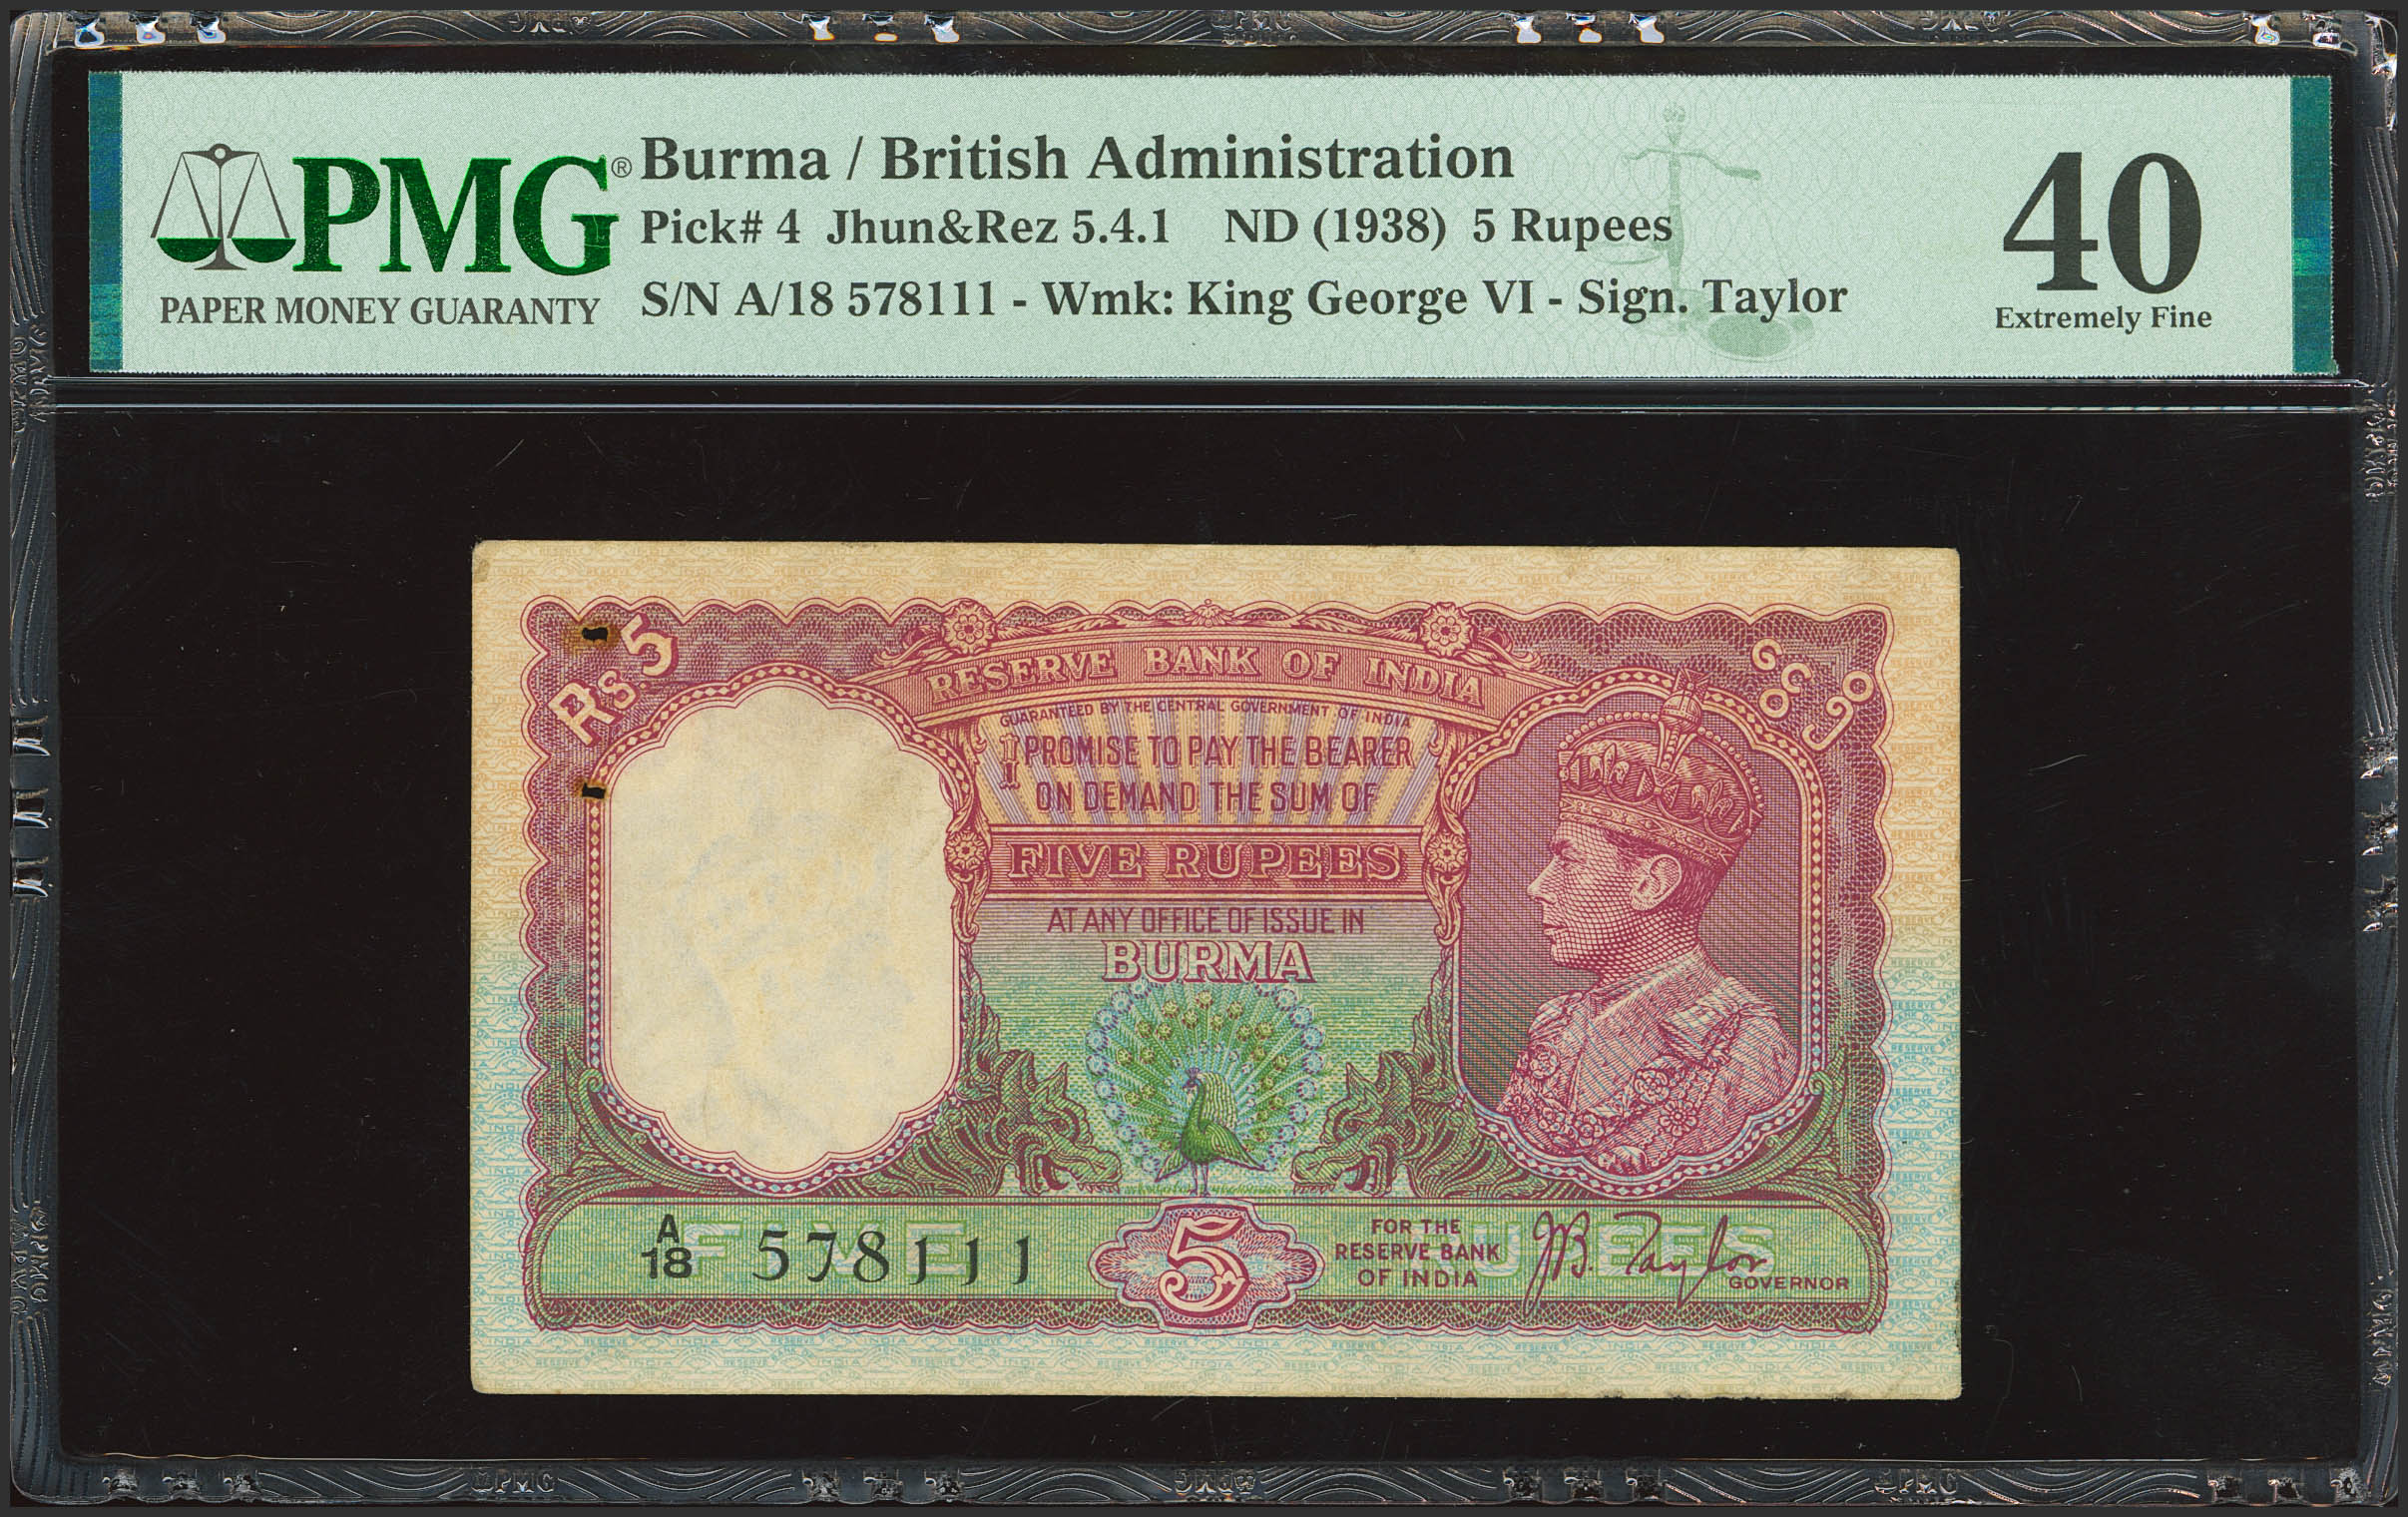 PMG® Burma / British Administration
Pick# 4 Jhun&Rez 5.4.1 ND (1938) 5 Rupees
S/N A/18 578111 - Wmk: King George VI - Sign. Taylor
PAPER MONEY GUARANTY
40
Extremely Fine
Rs 5
RESERVE BANK OF INDIA
GUARANTEED BY THE CENTRAL GOVERNMENT OF INDIA
I PROMISE TO PAY THE BEARER
ON DEMAND THE SUM OF
FIVE RUPEES
AT ANY OFFICE OF ISSUE IN
BURMA
A/18 578111
FIVE RUPEES
5
FOR THE
RESERVE BANK
OF INDIA
J.B. Taylor
GOVERNOR